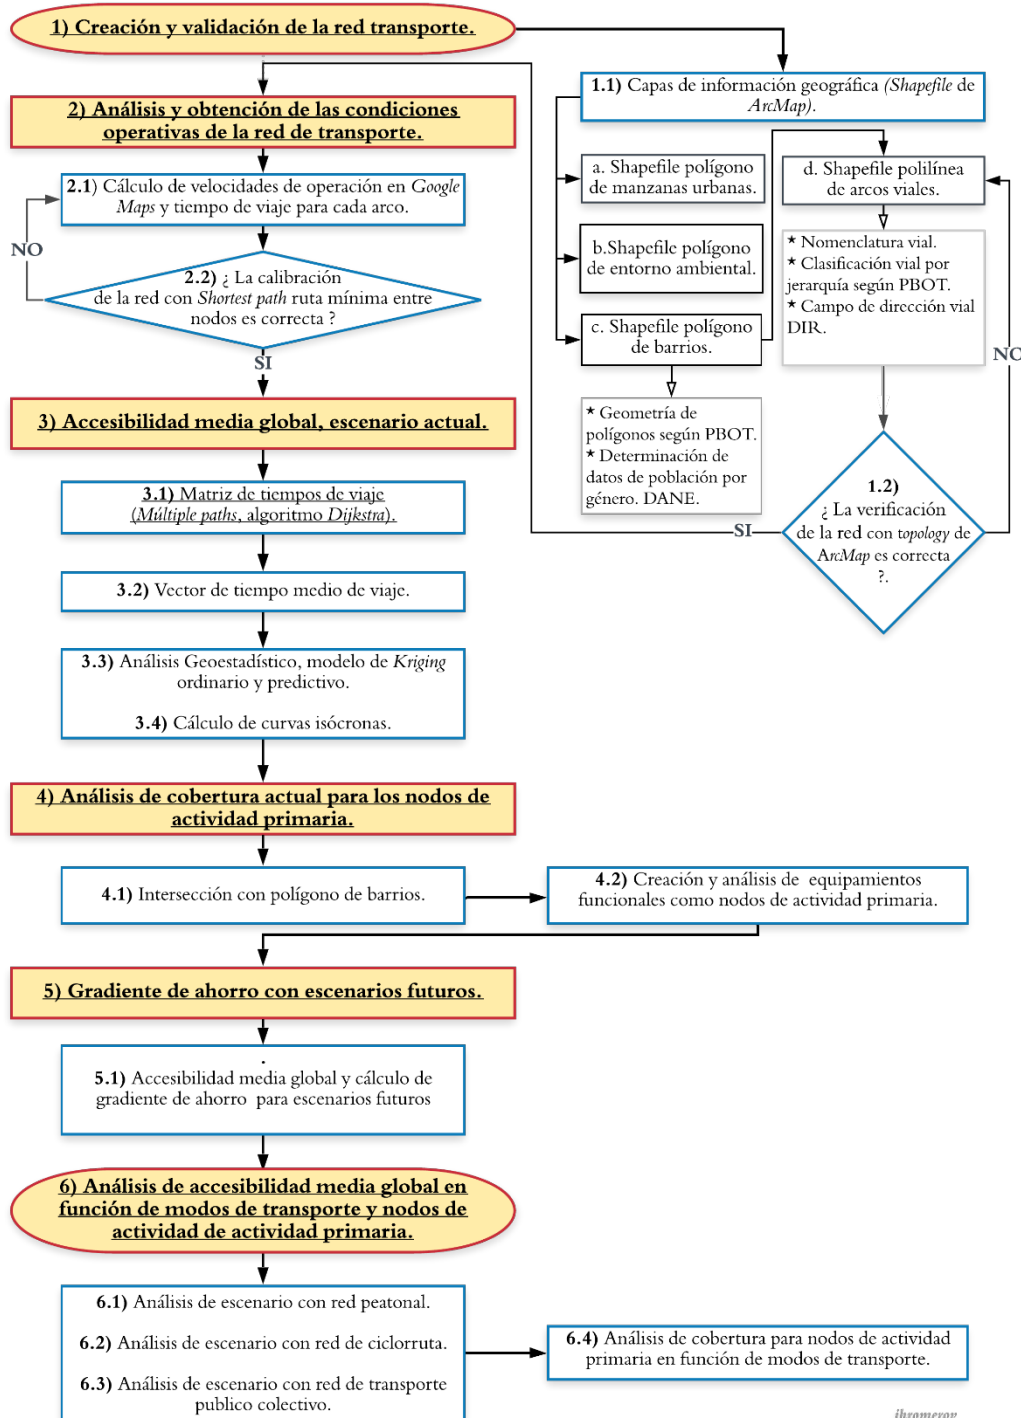 1) Creación y validación de la red transporte.
1.1) Capas de información geográfica (Shapefile de
ArcMap).
a. Shapefile polígono
de manzanas urbanas.
b.Shapefile polígono
de entorno ambiental.
c. Shapefile polígono
de barrios.
★ Geometría de
polígonos según PBOT.
★ Determinación de
datos de población por
género. DANE.
d. Shapefile polilínea
de arcos viales.
★ Nomenclatura vial.
★ Clasificación vial por
jerarquía según PBOT.
★ Campo de dirección vial
DIR.
NO
1.2)
¿ La verificación
de la red con topology de
ArcMap es correcta
?.
SI
2) Análisis y obtención de las condiciones
operativas de la red de transporte.
2.1) Cálculo de velocidades de operación en Google
Maps y tiempo de viaje para cada arco.
NO
2.2) ¿ La calibración
de la red con Shortest path ruta mínima entre
nodos es correcta ?
SI
3) Accesibilidad media global, escenario actual.
3.1) Matriz de tiempos de viaje
(Múltiple paths, algoritmo Dijkstra).
3.2) Vector de tiempo medio de viaje.
3.3) Análisis Geoestadístico, modelo de Kriging
ordinario y predictivo.
3.4) Cálculo de curvas isócronas.
4) Análisis de cobertura actual para los nodos de
actividad primaria.
4.1) Intersección con polígono de barrios.
4.2) Creación y análisis de equipamientos
funcionales como nodos de actividad primaria.
5) Gradiente de ahorro con escenarios futuros.
.
5.1) Accesibilidad media global y cálculo de
gradiente de ahorro para escenarios futuros
6) Análisis de accesibilidad media global en
función de modos de transporte y nodos de
actividad de actividad primaria.
6.1) Análisis de escenario con red peatonal.
6.2) Análisis de escenario con red de ciclorruta.
6.3) Análisis de escenario con red de transporte
publico colectivo.
6.4) Análisis de cobertura para nodos de actividad
primaria en función de modos de transporte.